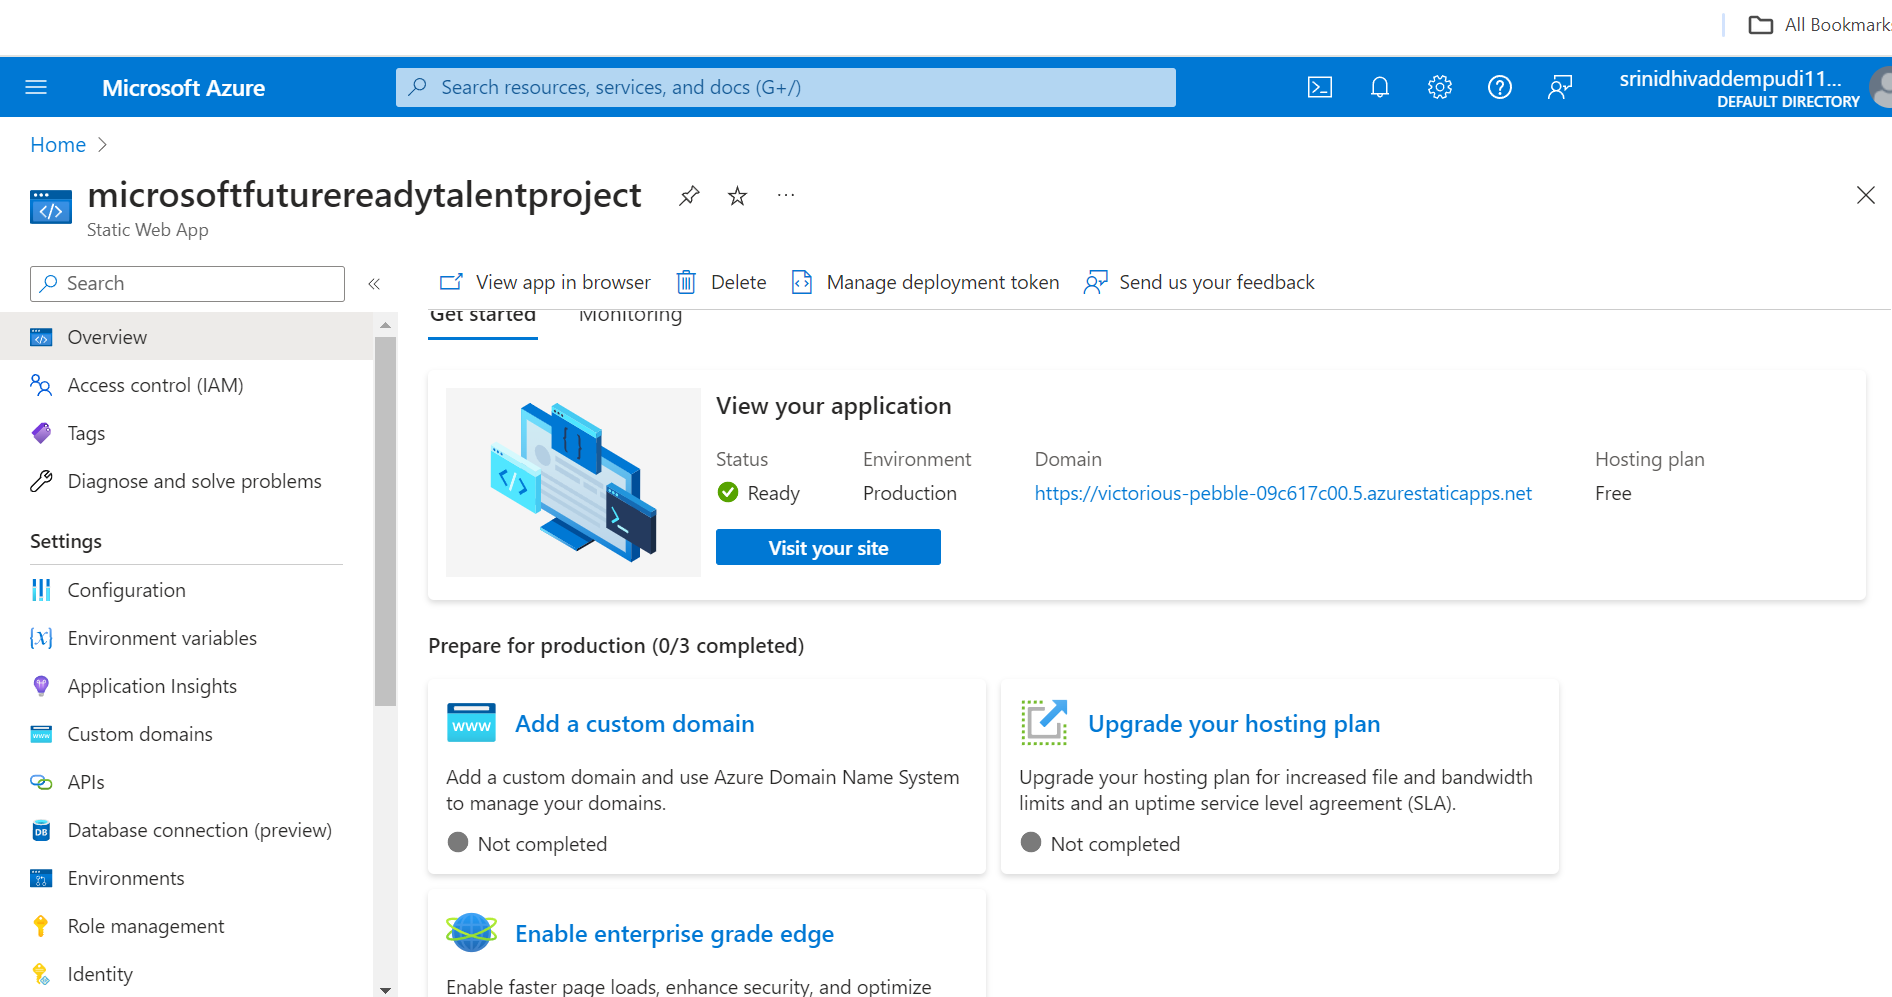 All Bookmarks
Microsoft Azure
Search resources, services, and docs (G+/)
srinidhivaddempudi11...
DEFAULT DIRECTORY
Home
microsoftfuturereadytalentproject
Static Web App
Search
View app in browser
Delete
Manage deployment token
Send us your feedback
Get started
Monitoring
Overview
Access control (IAM)
Tags
Diagnose and solve problems
Settings
Configuration
Environment variables
Application Insights
Custom domains
APIs
Database connection (preview)
Environments
Role management
Identity
View your application
Status
Environment
Domain
Hosting plan
Ready
Production
https://victorious-pebble-09c617c00.5.azurestaticapps.net
Free
Visit your site
Prepare for production (0/3 completed)
www
Add a custom domain
Add a custom domain and use Azure Domain Name System
to manage your domains.
Not completed
Upgrade your hosting plan
Upgrade your hosting plan for increased file and bandwidth
limits and an uptime service level agreement (SLA).
Not completed
Enable enterprise grade edge
Enable faster page loads, enhance security, and optimize